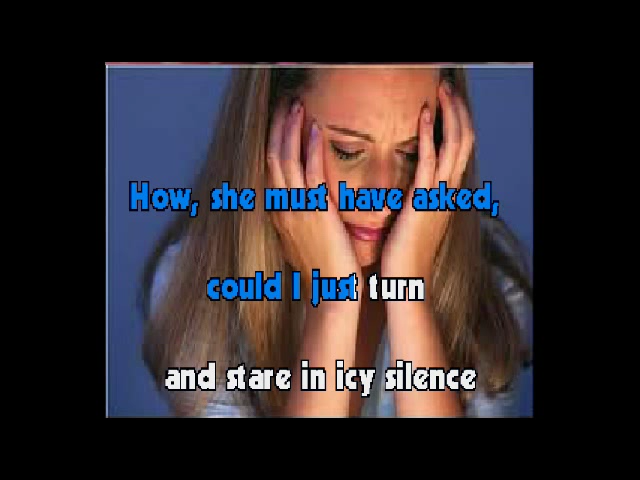 How, she must have asked,
could I just turn
and stare in icy silence